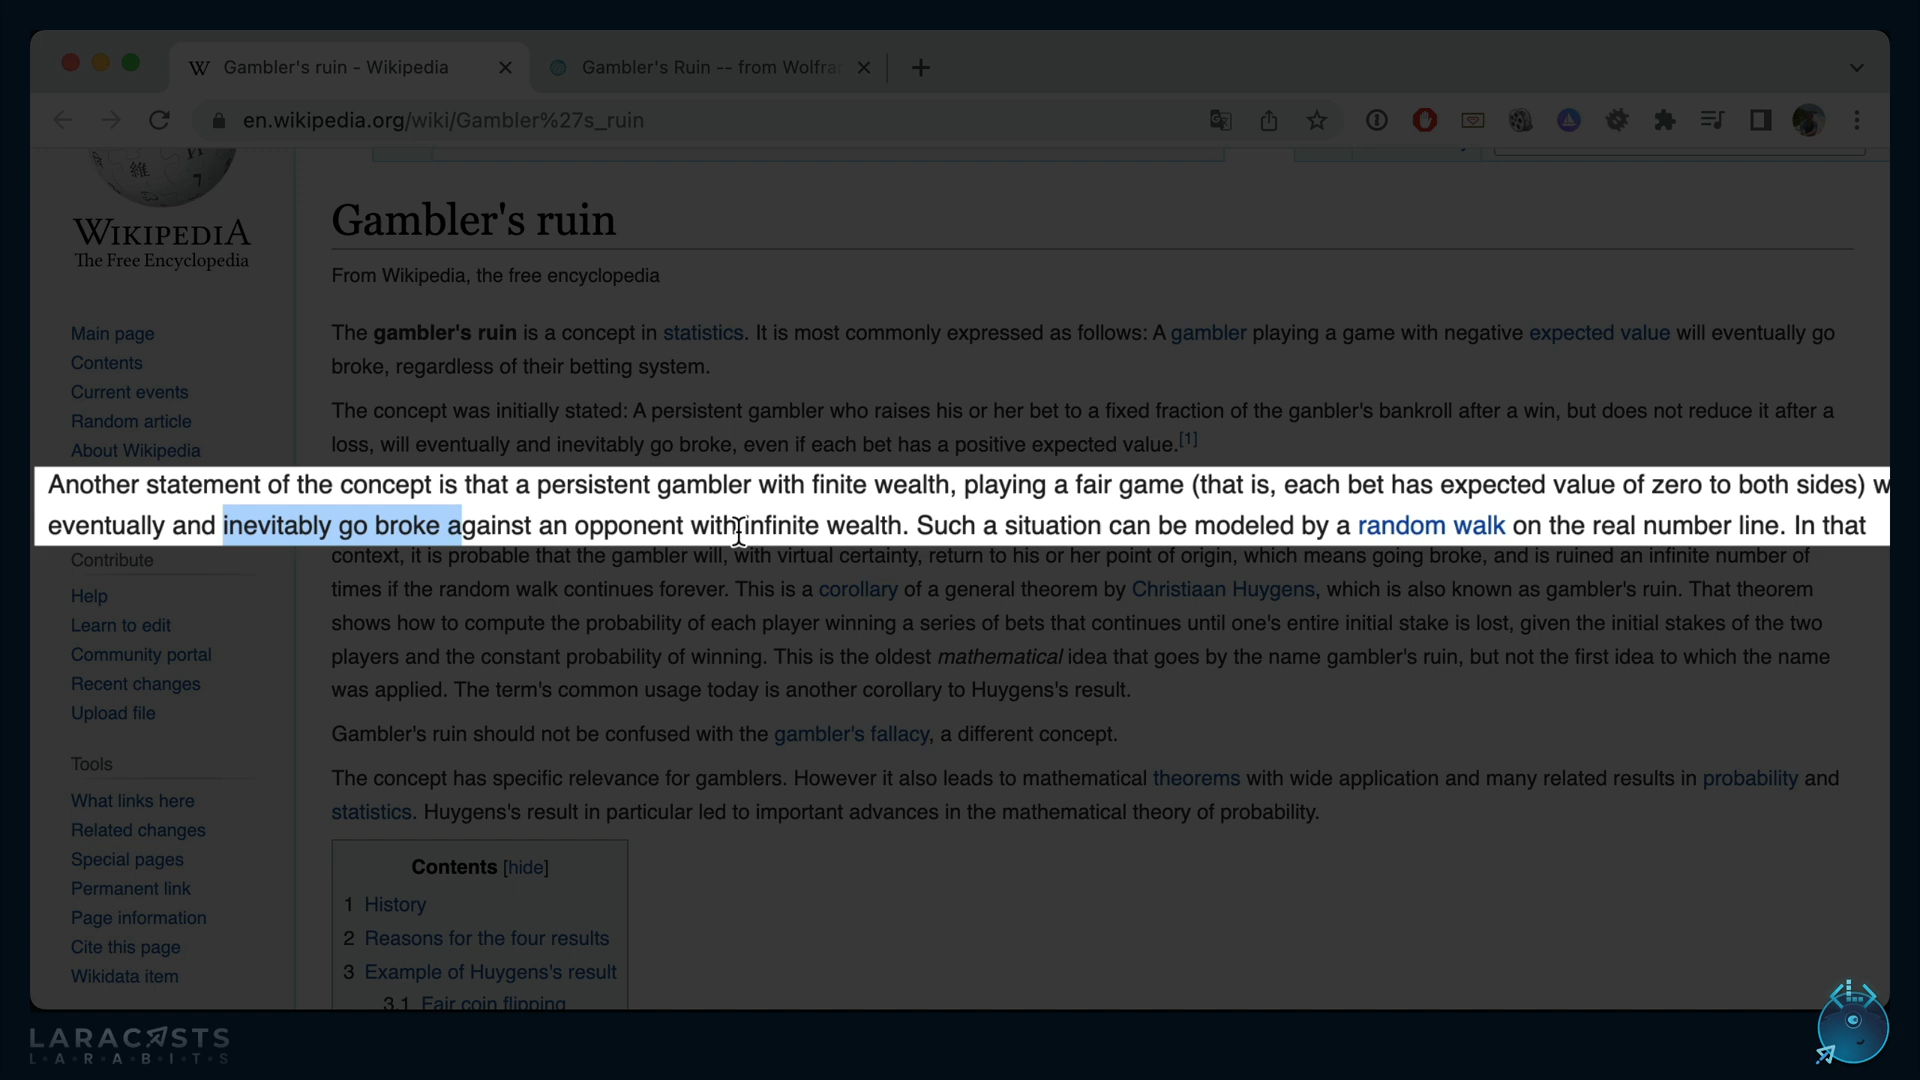 Gambler's ruin - Wikipedia
Gambler's Ruin -- from Wolfra
en.wikipedia.org/wiki/Gambler%27s_ruin
WIKIPEDIA
The Free Encyclopedia
Main page
Contents
Current events
Random article
About Wikipedia
Contribute
Help
Learn to edit
Community portal
Recent changes
Upload file
Tools
What links here
Related changes
Special pages
Permanent link
Page information
Cite this page
Wikidata item
Gambler's ruin
From Wikipedia, the free encyclopedia
The gambler's ruin is a concept in statistics. It is most commonly expressed as follows: A gambler playing a game with negative expected value will eventually go
broke, regardless of their betting system.
The concept was initially stated: A persistent gambler who raises his or her bet to a fixed fraction of the ganbler's bankroll after a win, but does not reduce it after a
loss, will eventually and inevitably go broke, even if each bet has a positive expected value.[1]
Another statement of the concept is that a persistent gambler with finite wealth, playing a fair game (that is, each bet has expected value of zero to both sides) w
eventually and inevitably go broke against an opponent with infinite wealth. Such a situation can be modeled by a random walk on the real number line. In that
context, it is probable that the gambler will, with virtual certainty, return to his or her point of origin, which means going broke, and is ruined an infinite number of
times if the random walk continues forever. This is a corollary of a general theorem by Christiaan Huygens, which is also known as gambler's ruin. That theorem
shows how to compute the probability of each player winning a series of bets that continues until one's entire initial stake is lost, given the initial stakes of the two
players and the constant probability of winning. This is the oldest mathematical idea that goes by the name gambler's ruin, but not the first idea to which the name
was applied. The term's common usage today is another corollary to Huygens's result.
Gambler's ruin should not be confused with the gambler's fallacy, a different concept.
The concept has specific relevance for gamblers. However it also leads to mathematical theorems with wide application and many related results in probability and
statistics. Huygens's result in particular led to important advances in the mathematical theory of probability.
Contents [hide]
1 History
2 Reasons for the four results
3 Example of Huygens's result
3.1 Fair coin flipping
LARACASTS
L·A·R·A·B·I·T·S